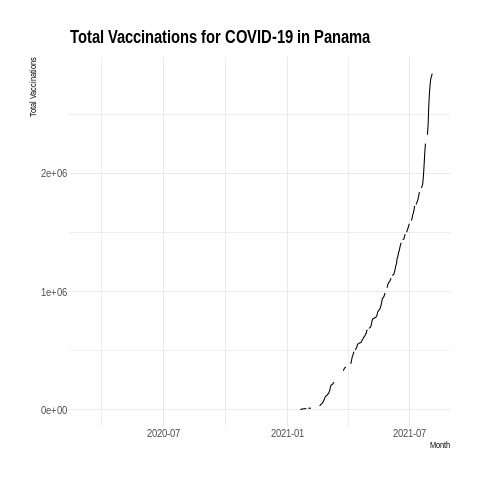 Total Vaccinations for COVID-19 in Panama
Total Vaccinations
2e+06
1e+06
0e+00
2020-07
2021-01
2021-07
Month